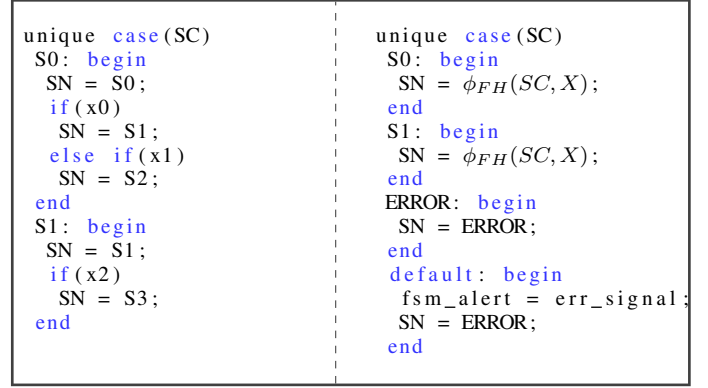 unique case(SC)
S0: begin
SN = S0;
if(x0)
SN = S1;
else if(x1)
SN = S2;
end
S1: begin
SN = S1;
if(x2)
SN = S3;
end
unique case(SC)
S0: begin
SN = ϕFH(SC, X);
end
S1: begin
SN = ϕFH(SC, X);
end
ERROR: begin
SN = ERROR;
end
default: begin
fsm_alert = err_signal;
SN = ERROR;
end